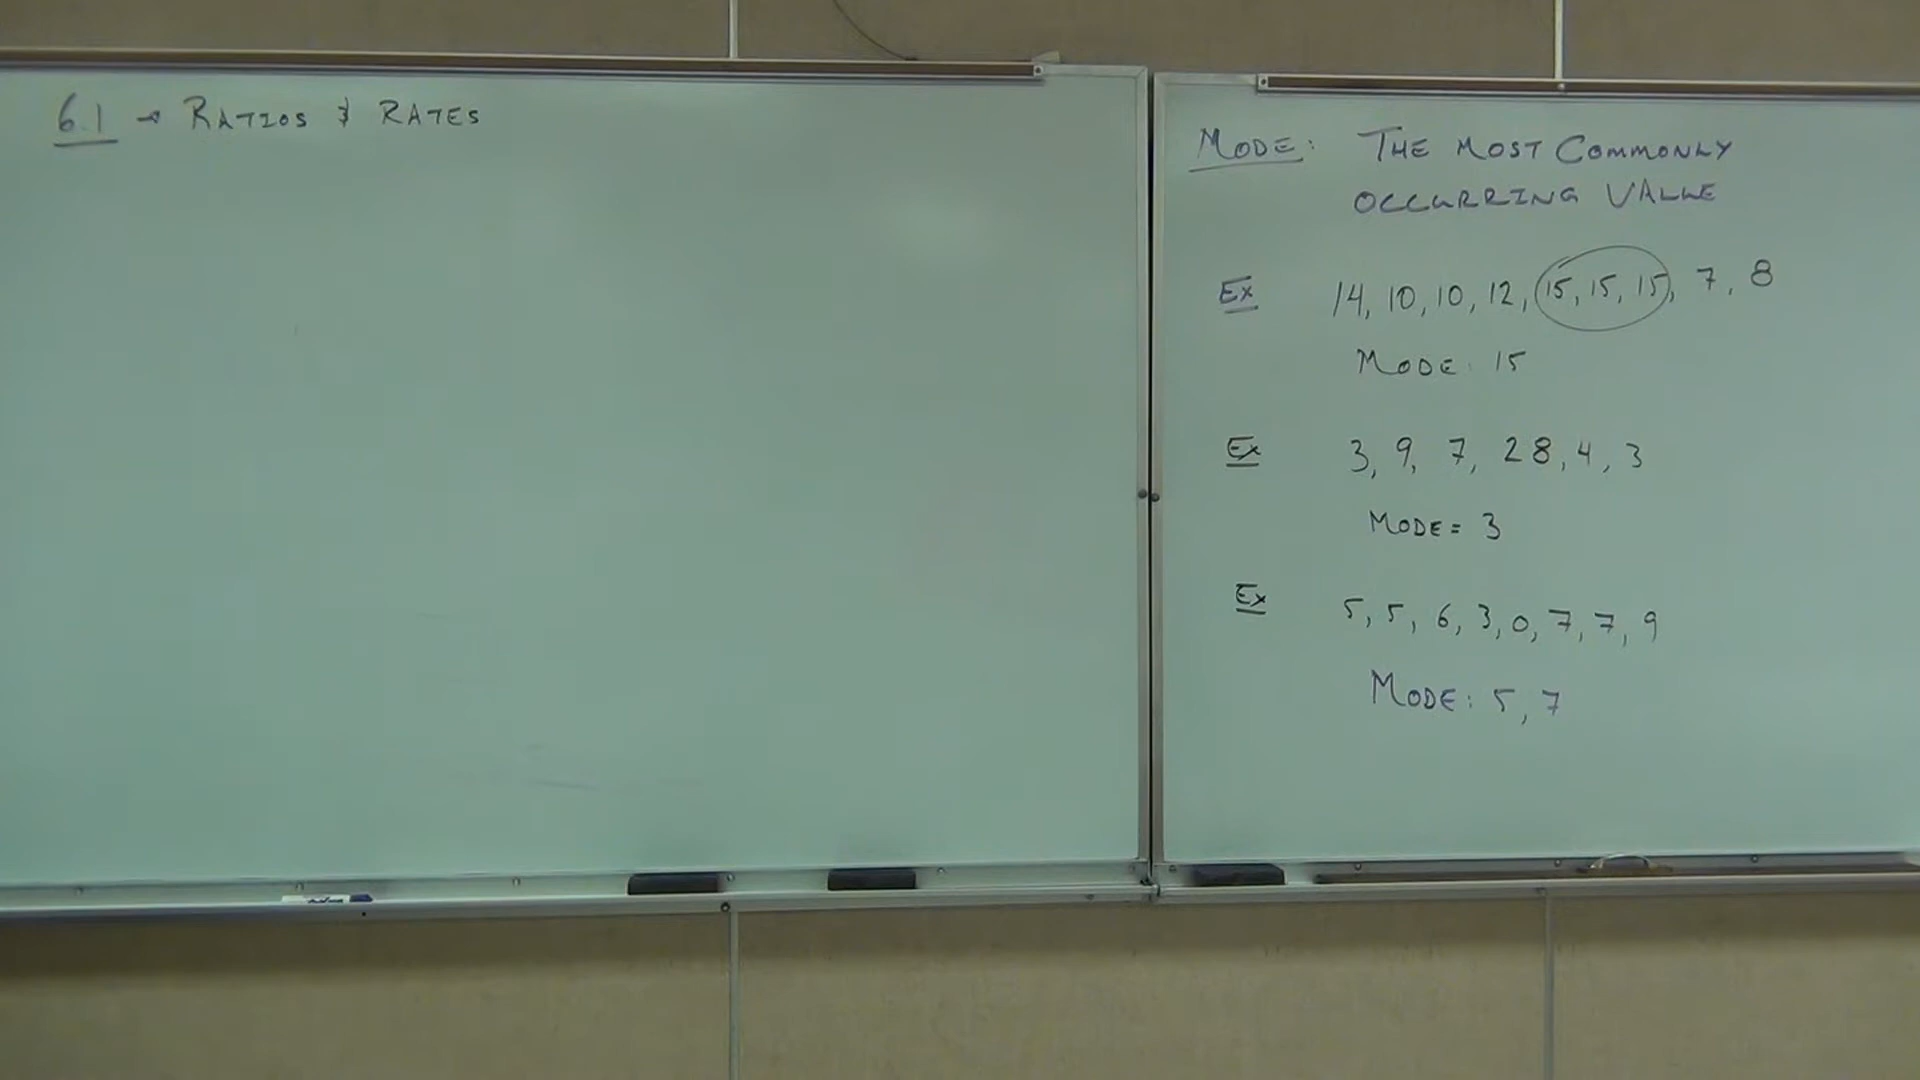 6.1 → RATIOS & RATES
MODE: THE MOST COMMONLY
OCCURRING VALUE
Ex 14, 10, 10, 12, 15, 15, 15, 7, 8
MODE: 15
Ex 3, 9, 7, 28, 4, 3
MODE = 3
Ex 5, 5, 6, 3, 0, 7, 7, 9
MODE: 5, 7